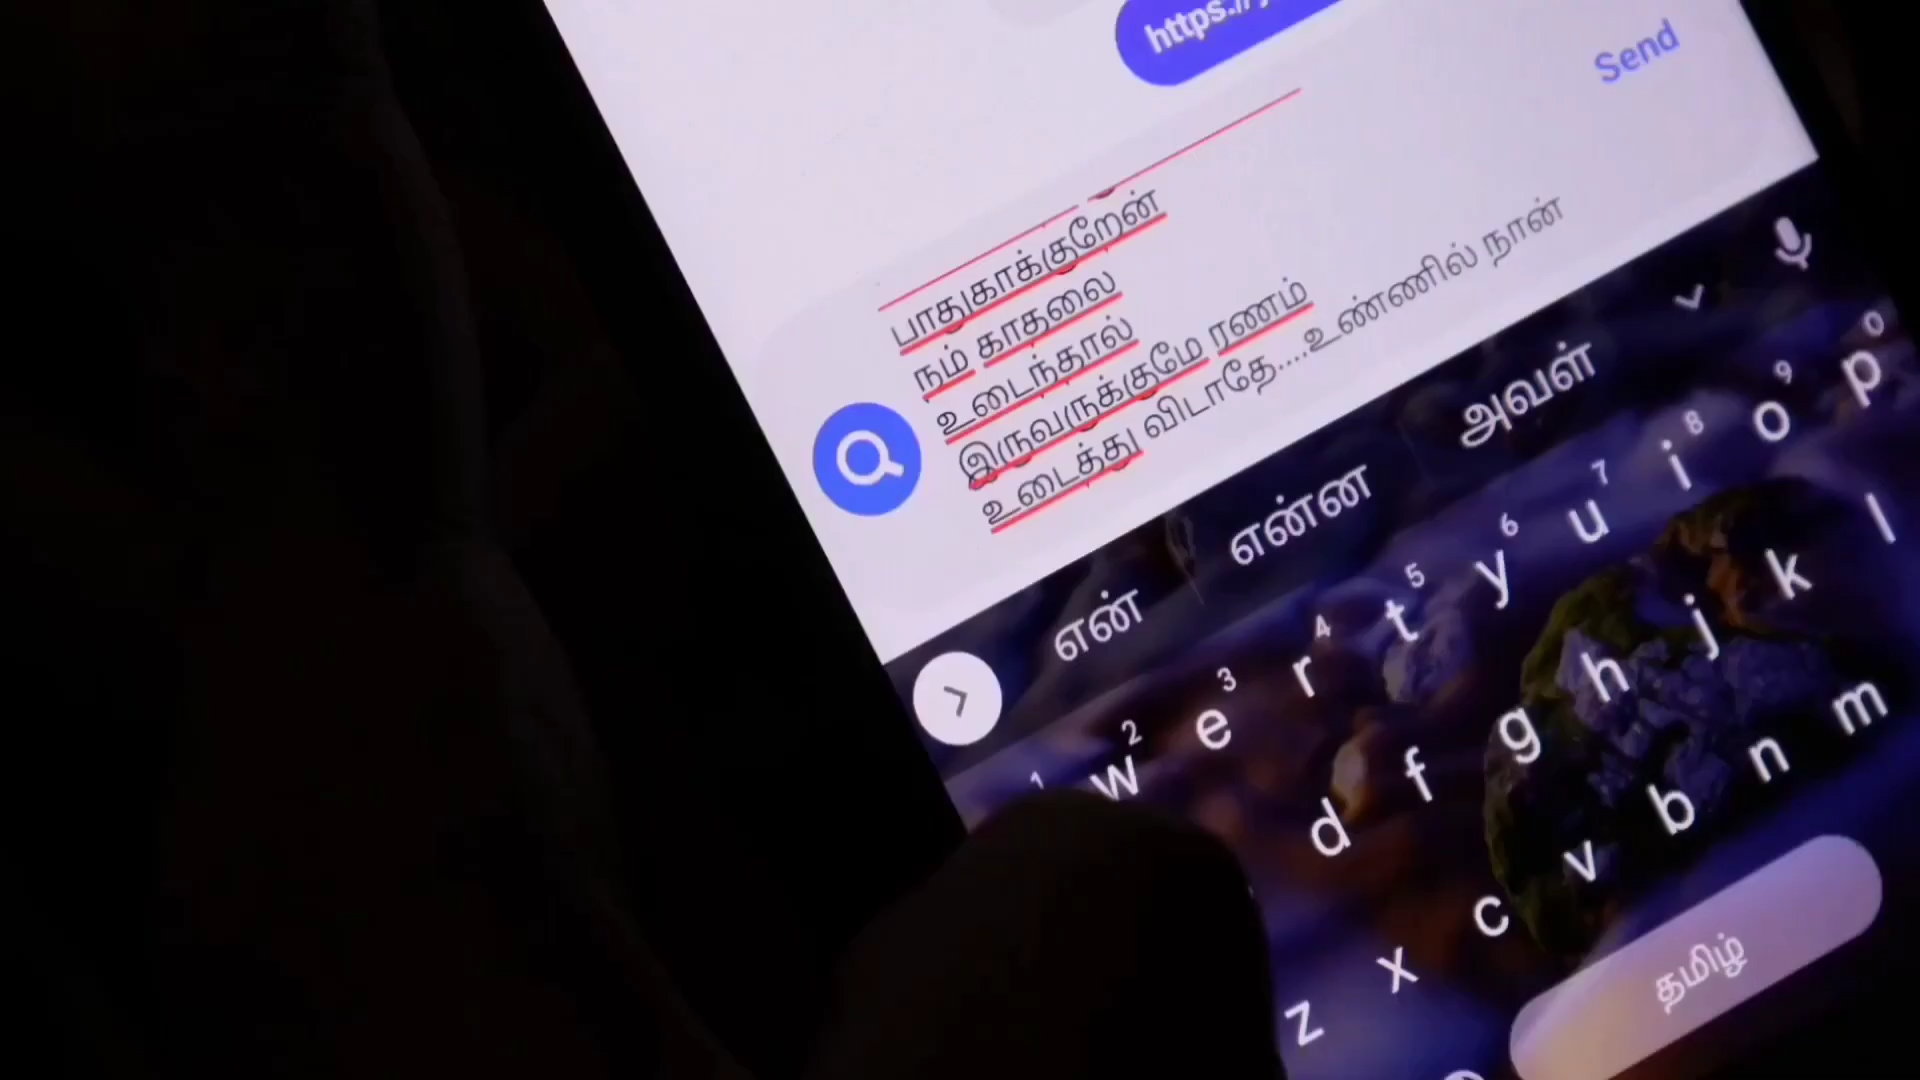 https://
Send
பாதுகாக்குறேன்
நம் காதலை
உடைந்தால்
இருவருக்குமே ரணம்
உடைத்து விடாதே....உண்ணில் நான்
என் என்ன அவள்
1 2 3 4 5 6 7 8 9 0
w e r t y u i o p
d f g h j k l
z x c v b n m
தமிழ்